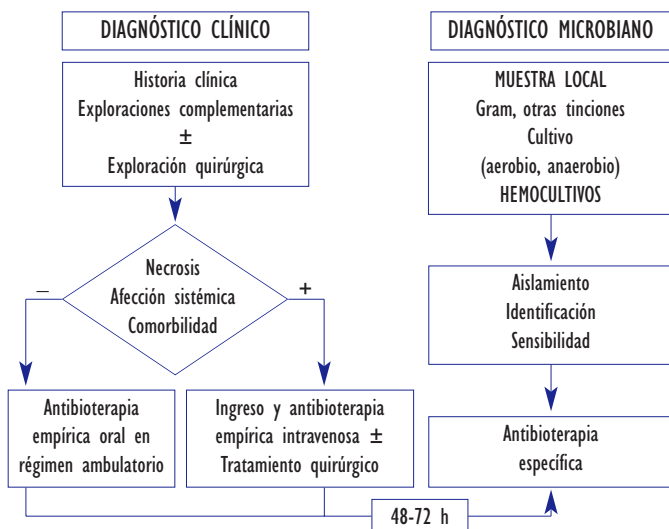 DIAGNÓSTICO CLÍNICO
Historia clínica
Exploraciones complementarias
±
Exploración quirúrgica
Necrosis
Afección sistémica
Comorbilidad
–
+
Antibioterapia
empírica oral en
régimen ambulatorio
Ingreso y antibioterapia
empírica intravenosa ±
Tratamiento quirúrgico
DIAGNÓSTICO MICROBIANO
MUESTRA LOCAL
Gram, otras tinciones
Cultivo
(aerobio, anaerobio)
HEMOCULTIVOS
Aislamiento
Identificación
Sensibilidad
Antibioterapia
específica
48-72 h